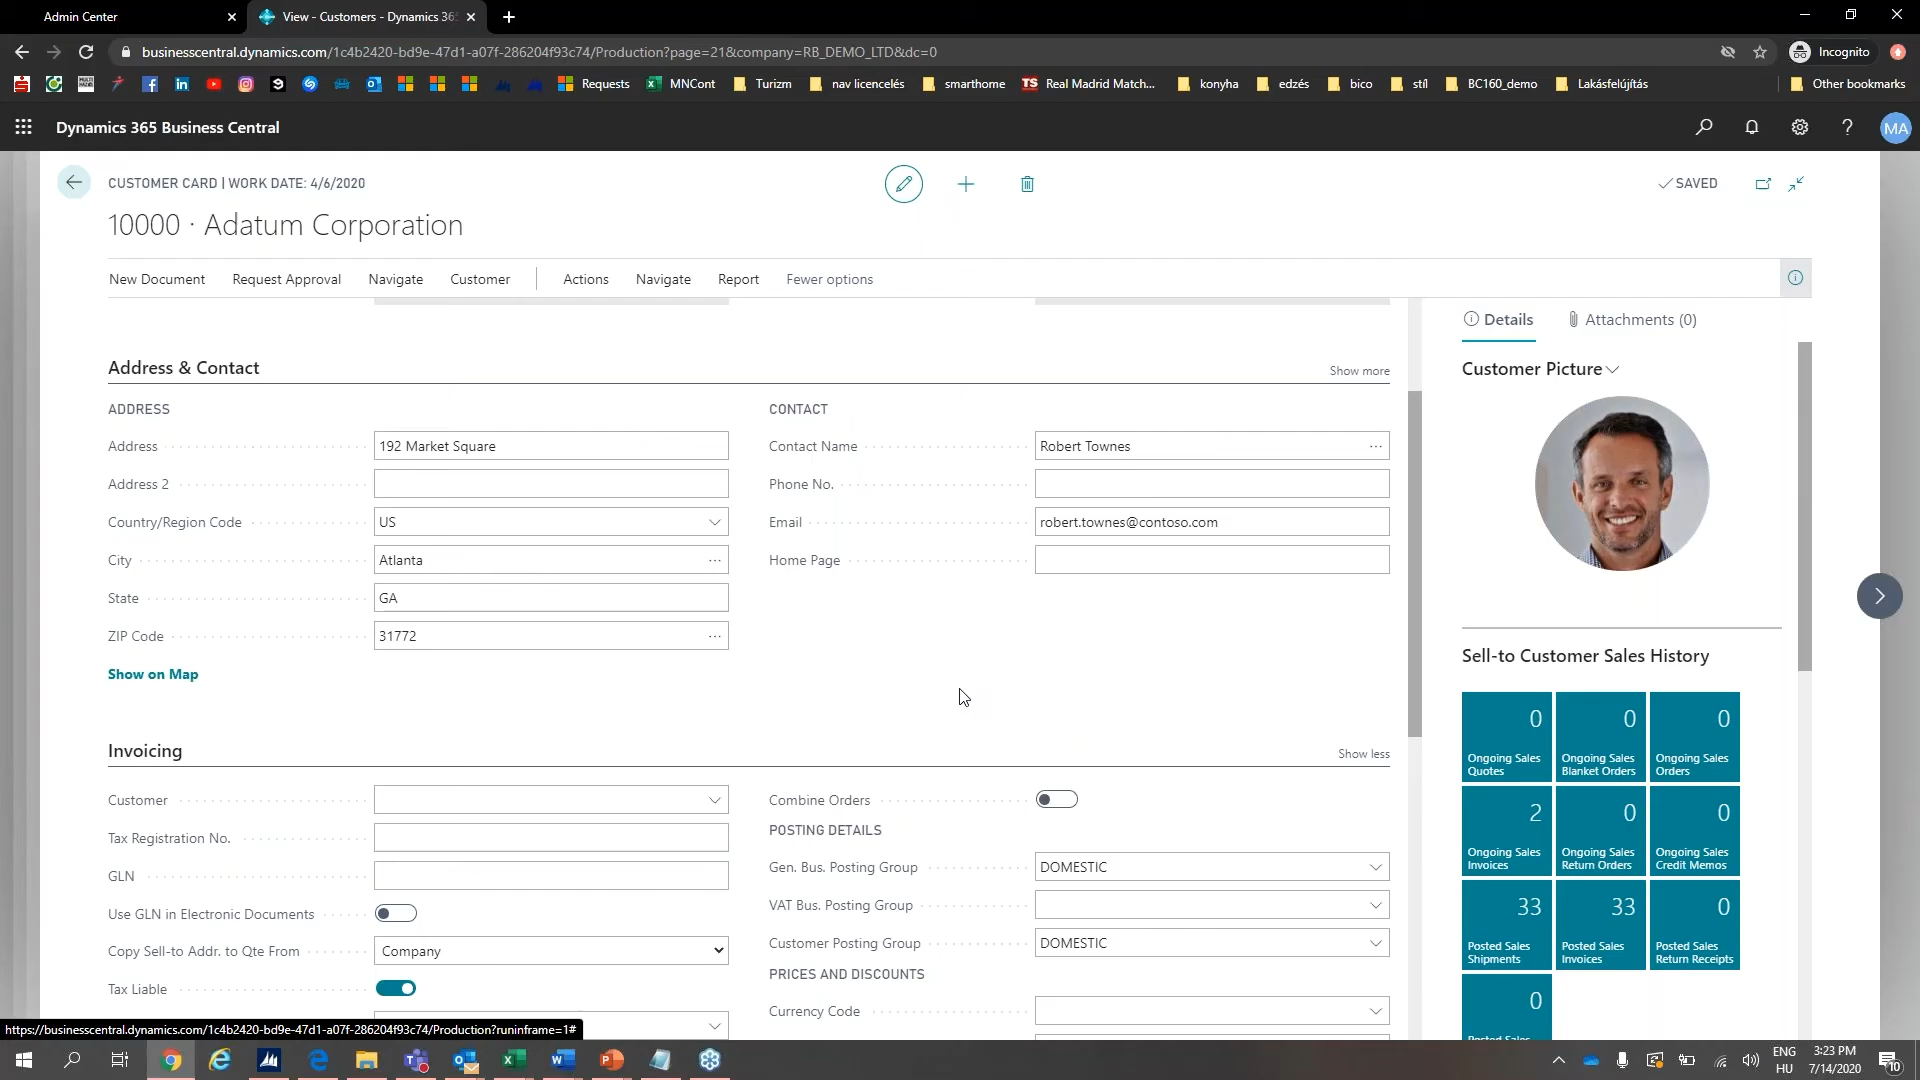 Admin Center
View - Customers - Dynamics 365
businesscentral.dynamics.com/1c4b2420-bd9e-47d1-a07f-286204f93c74/Production?page=21&company=RB_DEMO_LTD&dc=0
Incognito
Requests
MNCont
Turizm
nav licencelés
smarthome
TS Real Madrid Match...
konyha
edzés
bico
stíl
BC160_demo
Lakásfelújítás
Other bookmarks
Dynamics 365 Business Central
? MA
CUSTOMER CARD | WORK DATE: 4/6/2020
SAVED
10000 · Adatum Corporation
New Document Request Approval Navigate Customer Actions Navigate Report Fewer options
Details
Attachments (0)
Address & Contact
Show more
ADDRESS
Address 192 Market Square
Address 2
Country/Region Code US
City Atlanta ...
State GA
ZIP Code 31772 ...
Show on Map
CONTACT
Contact Name Robert Townes ...
Phone No.
Email robert.townes@contoso.com
Home Page
Customer Picture
Sell-to Customer Sales History
0 Ongoing Sales Quotes
0 Ongoing Sales Blanket Orders
0 Ongoing Sales Orders
2 Ongoing Sales Invoices
0 Ongoing Sales Return Orders
0 Ongoing Sales Credit Memos
33 Posted Sales Shipments
33 Posted Sales Invoices
0 Posted Sales Return Receipts
0 Posted Sales
Invoicing
Show less
Customer
Tax Registration No.
GLN
Use GLN in Electronic Documents
Copy Sell-to Addr. to Qte From Company
Tax Liable
Combine Orders
POSTING DETAILS
Gen. Bus. Posting Group DOMESTIC
VAT Bus. Posting Group
Customer Posting Group DOMESTIC
PRICES AND DISCOUNTS
Currency Code
https://businesscentral.dynamics.com/1c4b2420-bd9e-47d1-a07f-286204f93c74/Production?runinframe=1#
ENG
HU
3:23 PM
7/14/2020
10